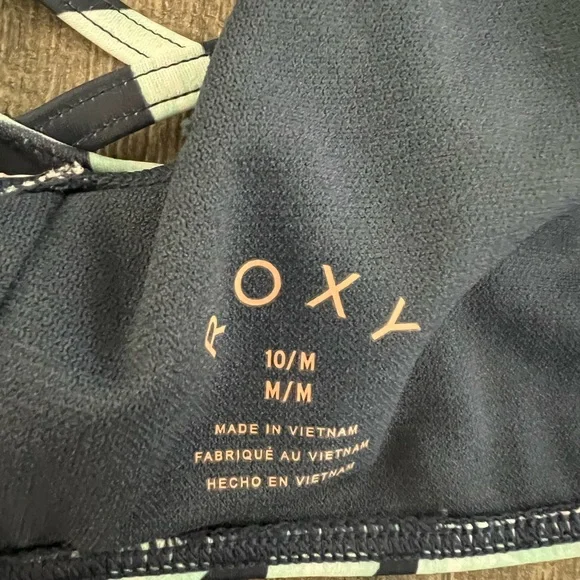 ROXY
10/M
M/M
MADE IN VIETNAM
FABRIQUÉ AU VIETNAM
HECHO EN VIETNAM